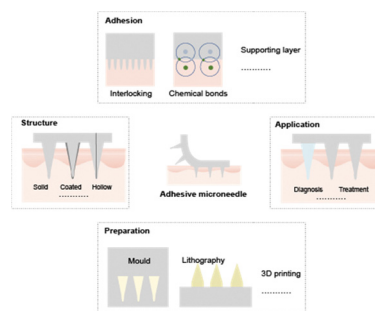 Adhesion
Supporting layer
............
Interlocking
Chemical bonds
Structure
Solid
Coated
Hollow
............
Adhesive microneedle
Application
Diagnosis
Treatment
............
Preparation
Mould
Lithography
3D printing
............